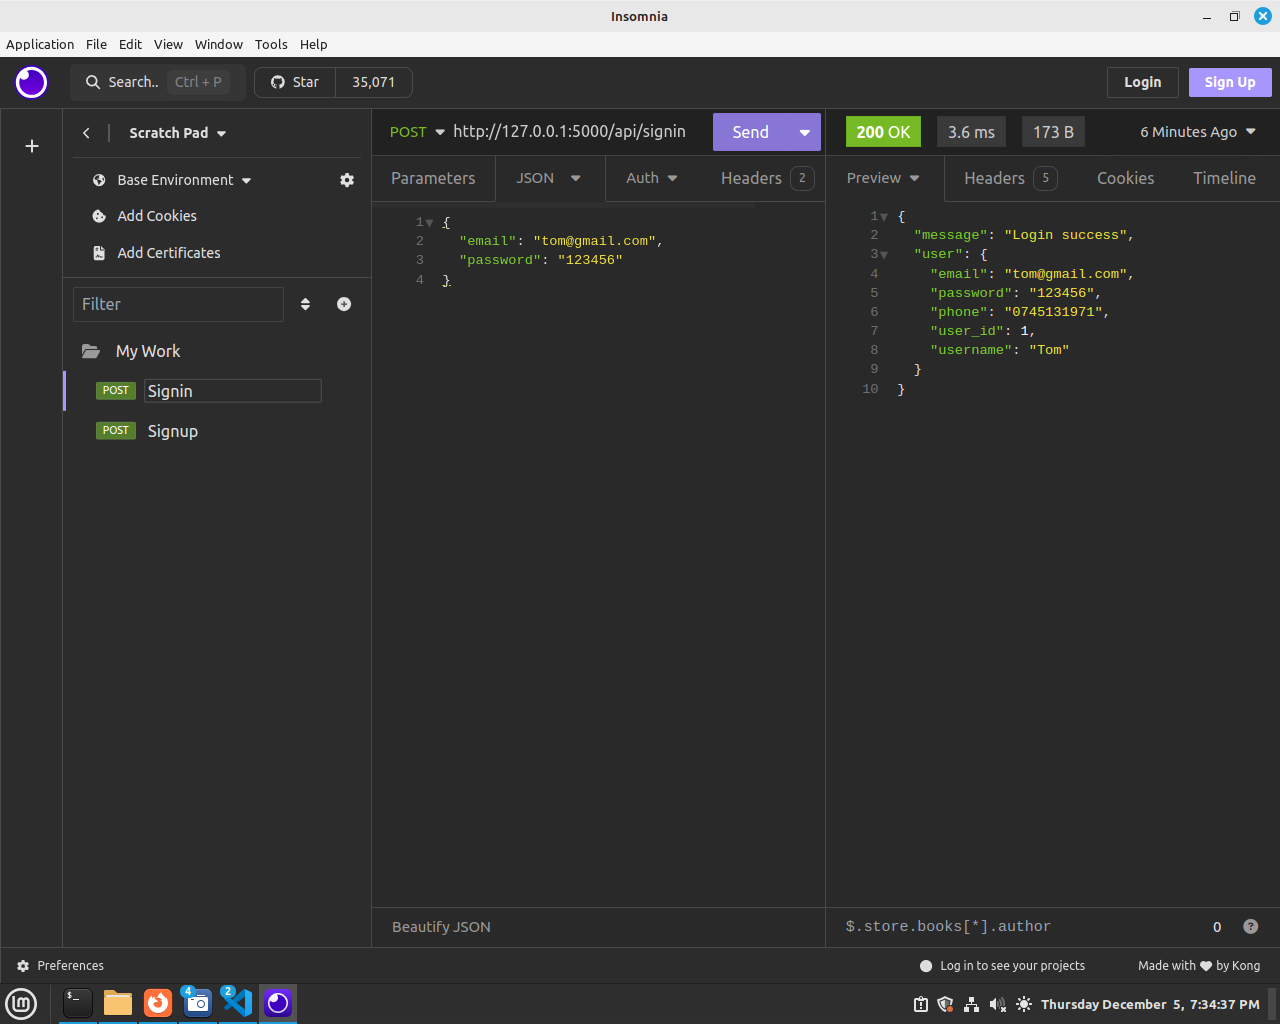 Insomnia
Application File Edit View Window Tools Help
Search.. Ctrl + P Star 35,071 Login Sign Up
Scratch Pad
POST http://127.0.0.1:5000/api/signin Send
200 OK 3.6 ms 173 B 6 Minutes Ago
Base Environment
Add Cookies
Add Certificates
Filter
My Work
POST Signin
POST Signup
Parameters JSON Auth Headers 2
1 {
2 "email": "tom@gmail.com",
3 "password": "123456"
4 }
Beautify JSON
Preview Headers 5 Cookies Timeline
1 {
2 "message": "Login success",
3 "user": {
4 "email": "tom@gmail.com",
5 "password": "123456",
6 "phone": "0745131971",
7 "user_id": 1,
8 "username": "Tom"
9 }
10 }
$.store.books[*].author 0 ?
Preferences Log in to see your projects Made with ❤ by Kong
$_ 4 2 Thursday December 5, 7:34:37 PM